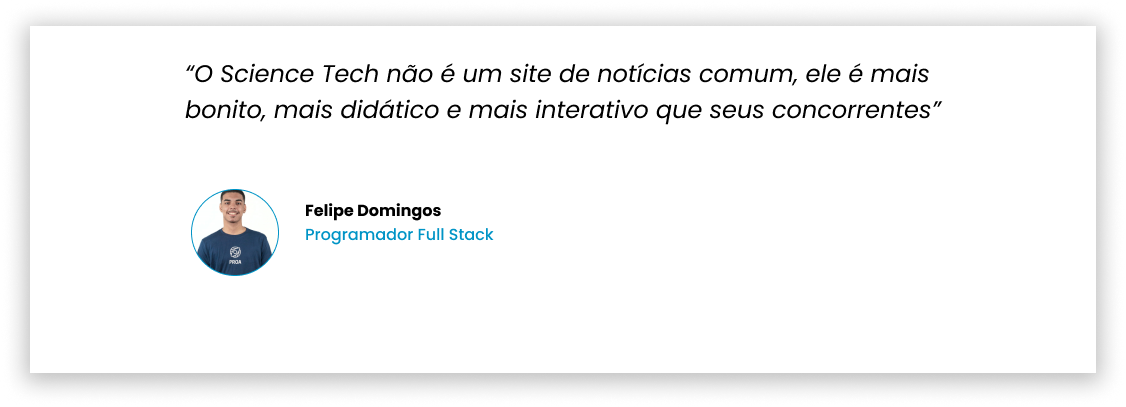 “O Science Tech não é um site de notícias comum, ele é mais
bonito, mais didático e mais interativo que seus concorrentes”
Felipe Domingos
Programador Full Stack
PROA